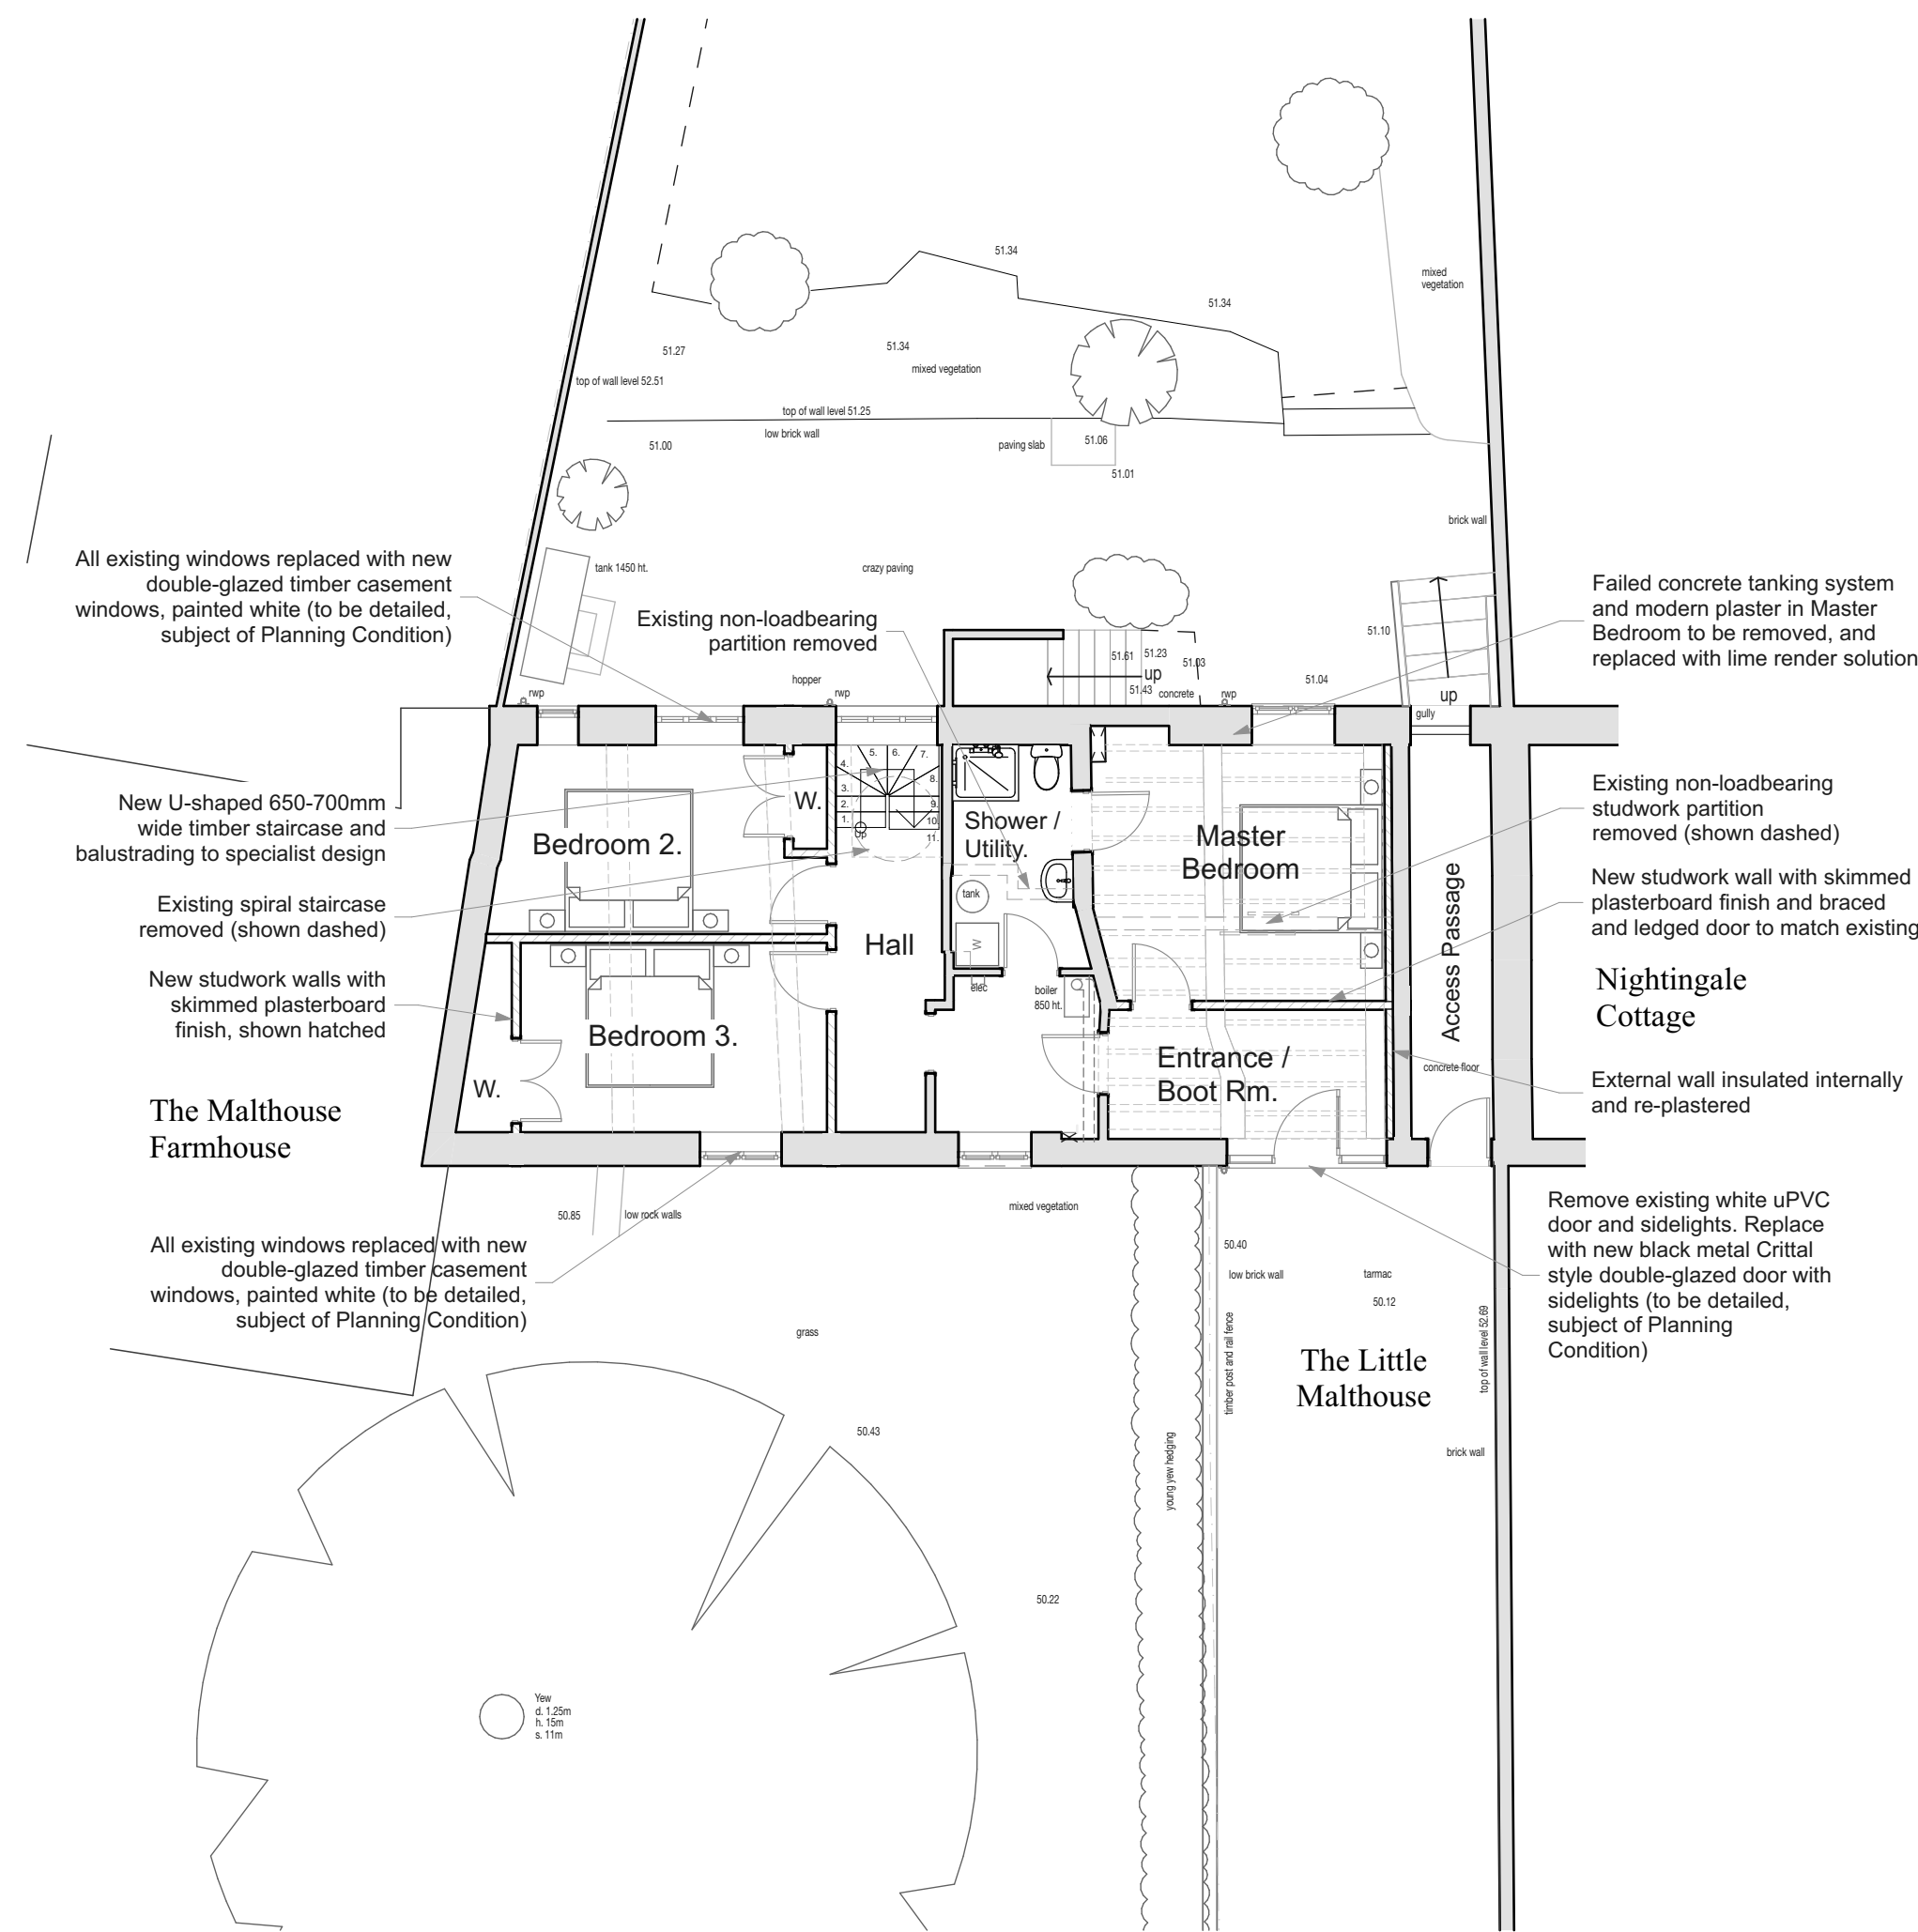 51.34
mixed
vegetation
51.34
51.27
51.34
mixed vegetation
top of wall level 52.51
top of wall level 51.25
low brick wall
51.00
paving slab
51.06
51.01
brick wall
All existing windows replaced with new
double-glazed timber casement
windows, painted white (to be detailed,
subject of Planning Condition)
tank 1450 ht.
crazy paving
Existing non-loadbearing
partition removed
Failed concrete tanking system
and modern plaster in Master
Bedroom to be removed, and
replaced with lime render solution
51.10
51.61
51.23
51.03
up
51.43
concrete
rwp
51.04
up
gully
hopper
rwp
rwp
New U-shaped 650-700mm
wide timber staircase and
balustrading to specialist design
Existing spiral staircase
removed (shown dashed)
New studwork walls with
skimmed plasterboard
finish, shown hatched
The Malthouse
Farmhouse
Bedroom 2.
W.
1.
2.
3.
4.
5.
6.
7.
8.
9.
10.
11.
Up
Shower /
Utility.
tank
W
elec
boiler
850 ht.
Hall
Bedroom 3.
W.
Master
Bedroom
Entrance /
Boot Rm.
Access Passage
concrete floor
Existing non-loadbearing
studwork partition
removed (shown dashed)
New studwork wall with skimmed
plasterboard finish and braced
and ledged door to match existing
Nightingale
Cottage
External wall insulated internally
and re-plastered
Remove existing white uPVC
door and sidelights. Replace
with new black metal Crittal
style double-glazed door with
sidelights (to be detailed,
subject of Planning
Condition)
50.85
low rock walls
All existing windows replaced with new
double-glazed timber casement
windows, painted white (to be detailed,
subject of Planning Condition)
mixed vegetation
50.40
low brick wall
tarmac
50.12
timber post and rail fence
top of wall level 52.69
The Little
Malthouse
brick wall
young yew hedging
grass
50.43
50.22
Yew
d. 1.25m
h. 15m
s. 11m